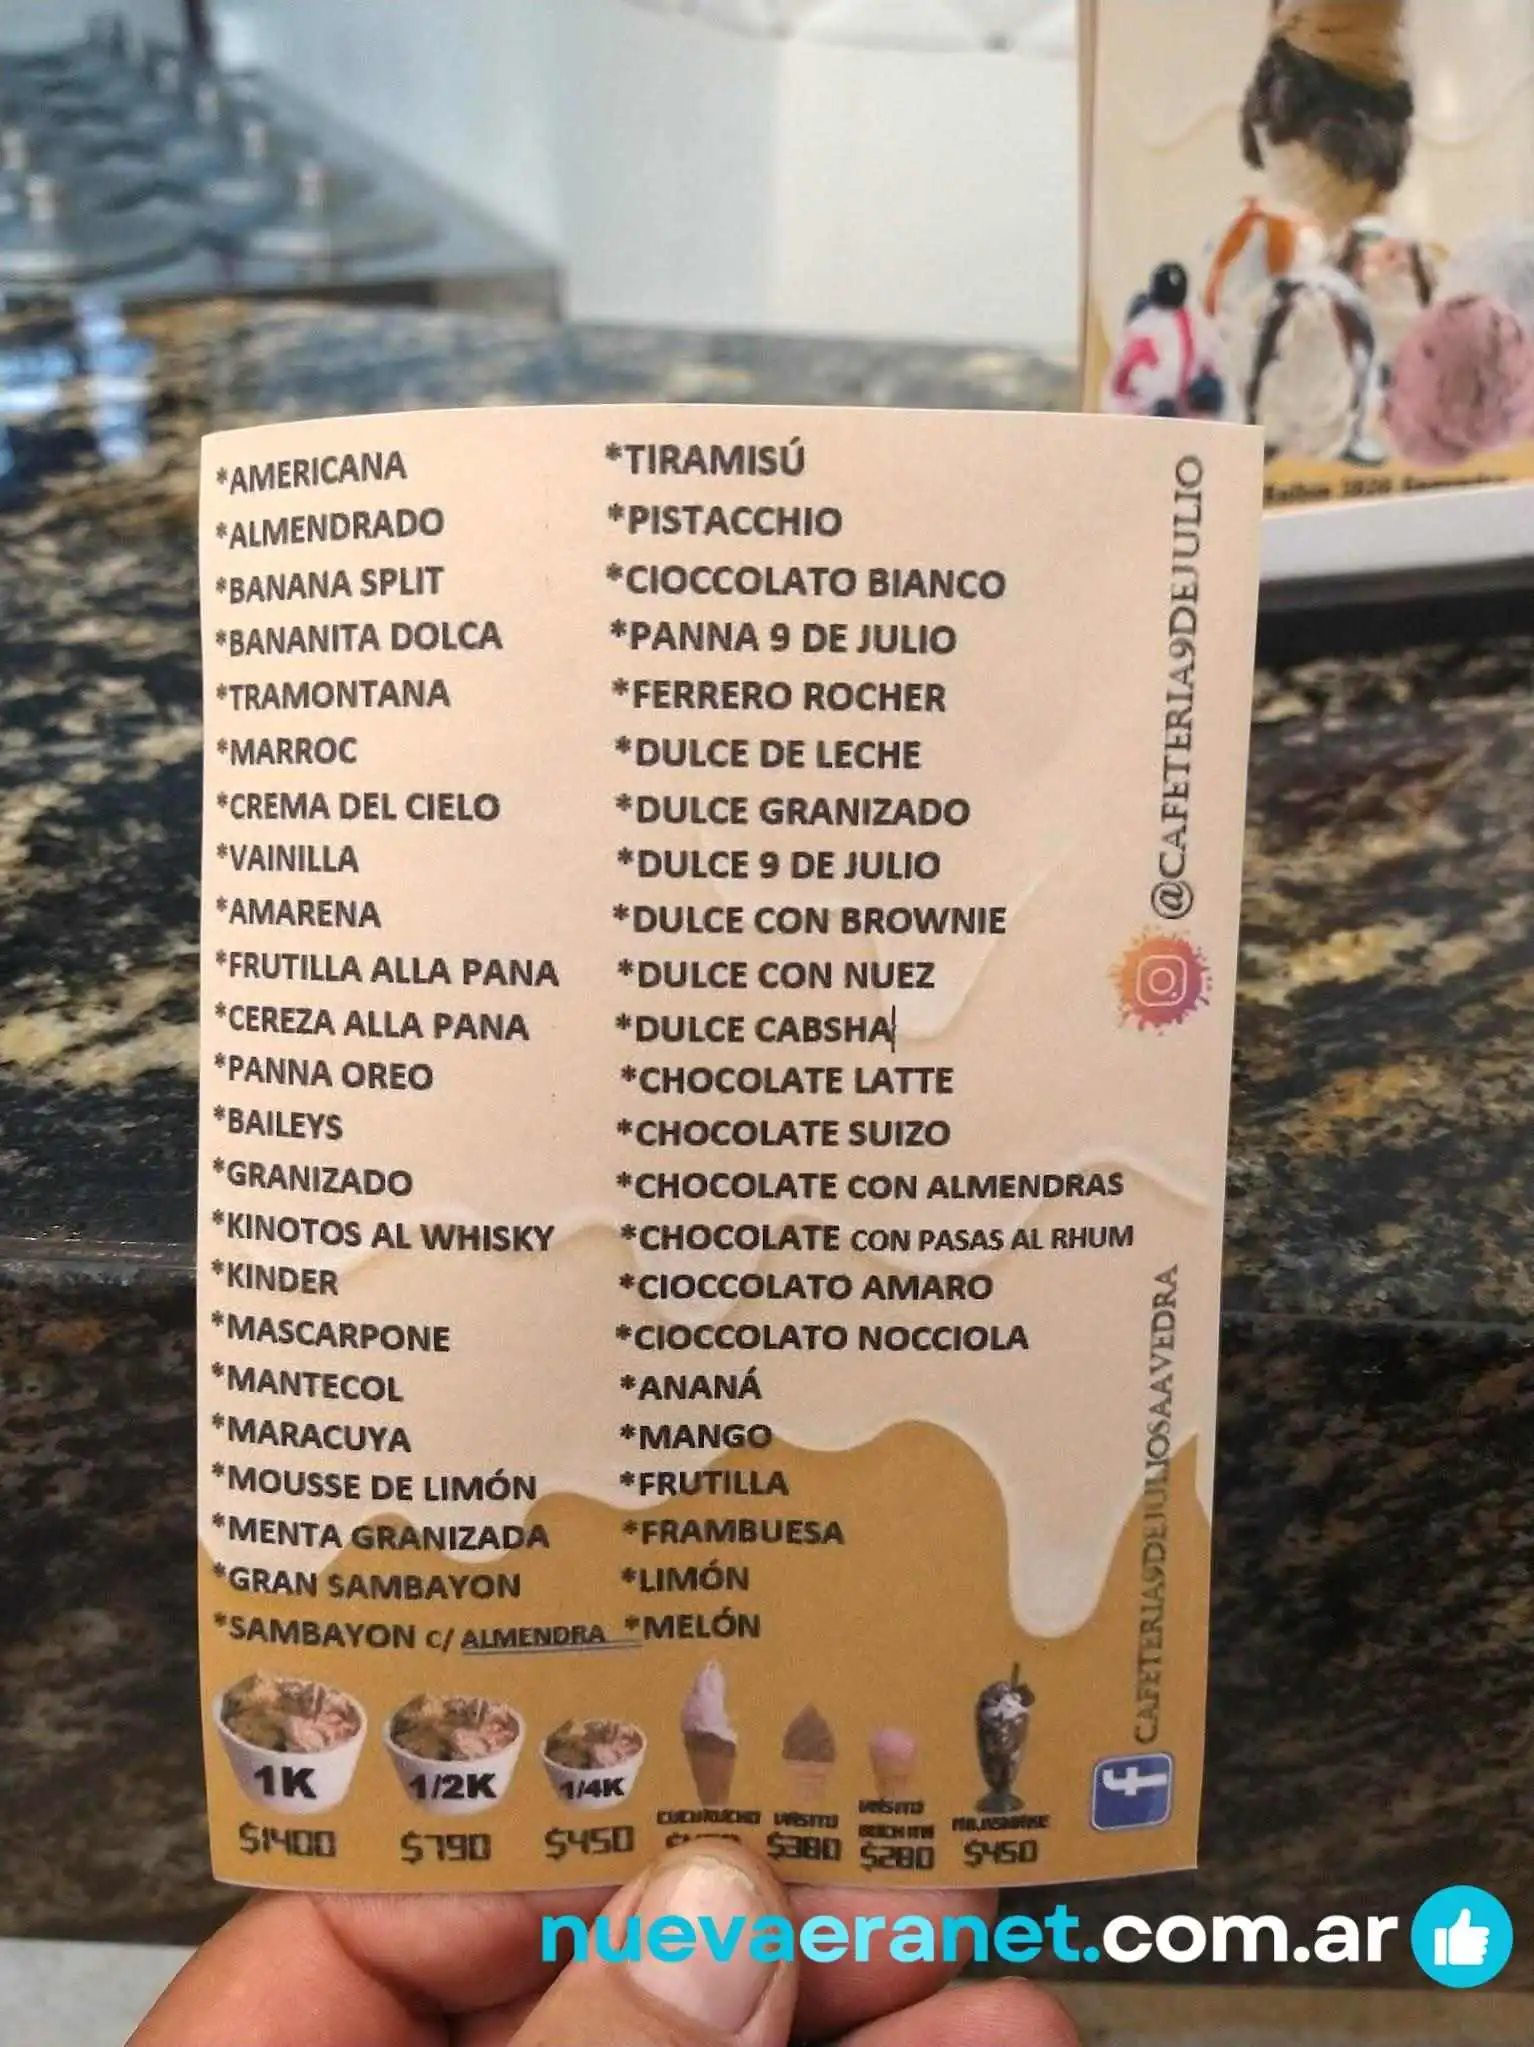 *AMERICANA
*ALMENDRADO
*BANANA SPLIT
*BANANITA DOLCA
*TRAMONTANA
*MARROC
*CREMA DEL CIELO
*VAINILLA
*AMARENA
*FRUTILLA ALLA PANA
*CEREZA ALLA PANA
*PANNA OREO
*BAILEYS
*GRANIZADO
*KINOTOS AL WHISKY
*KINDER
*MASCARPONE
*MANTECOL
*MARACUYA
*MOUSSE DE LIMÓN
*MENTA GRANIZADA
*GRAN SAMBAYON
*SAMBAYON C/ ALMENDRA
*TIRAMISÚ
*PISTACCHIO
*CIOCCOLATO BIANCO
*PANNA 9 DE JULIO
*FERRERO ROCHER
*DULCE DE LECHE
*DULCE GRANIZADO
*DULCE 9 DE JULIO
*DULCE CON BROWNIE
*DULCE CON NUEZ
*DULCE CABSHA
*CHOCOLATE LATTE
*CHOCOLATE SUIZO
*CHOCOLATE CON ALMENDRAS
*CHOCOLATE CON PASAS AL RHUM
*CIOCCOLATO AMARO
*CIOCCOLATO NOCCIOLA
*ANANÁ
*MANGO
*FRUTILLA
*FRAMBUESA
*LIMÓN
*MELÓN
@CAFETERIA9DEJULIO
CAFETERIA9DEJULIOSAAVEDRA
1K
$1400
1/2K
$790
1/4K
$450
CUCURUCHO
VASITO
$380
VASITO
$280
MILKSHAKE
$450
nuevaeranet.com.ar